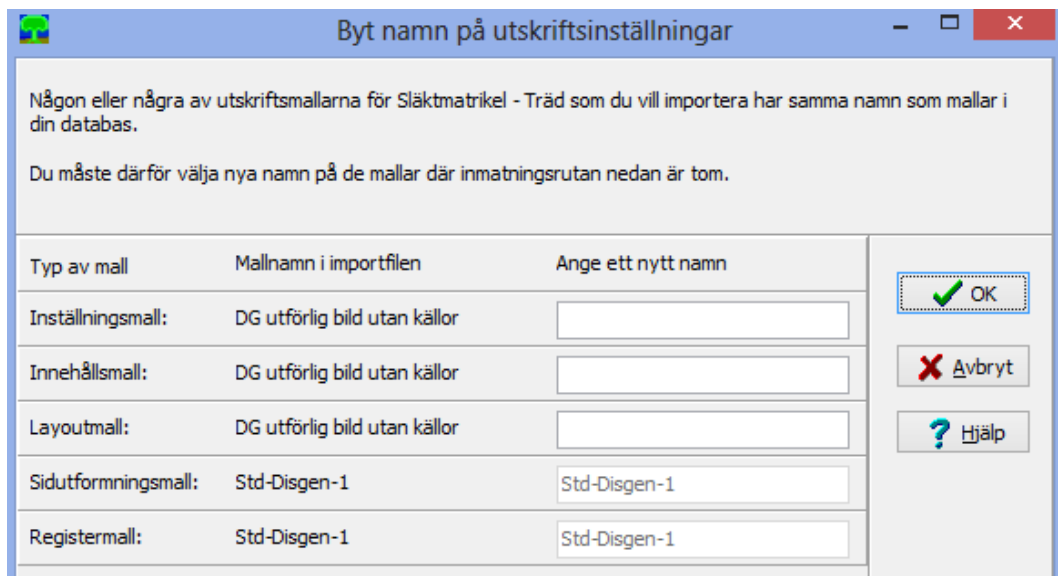 Byt namn på utskriftsinställningar
Någon eller några av utskriftsmallarna för Släktmatrikel - Träd som du vill importera har samma namn som mallar i
din databas.
Du måste därför välja nya namn på de mallar där inmatningsrutan nedan är tom.
Typ av mall Mallnamn i importfilen Ange ett nytt namn
Inställningsmall: DG utförlig bild utan källor
Innehållsmall: DG utförlig bild utan källor
Layoutmall: DG utförlig bild utan källor
Sidutformningsmall: Std-Disgen-1 Std-Disgen-1
Registermall: Std-Disgen-1 Std-Disgen-1
OK
Avbryt
Hjälp